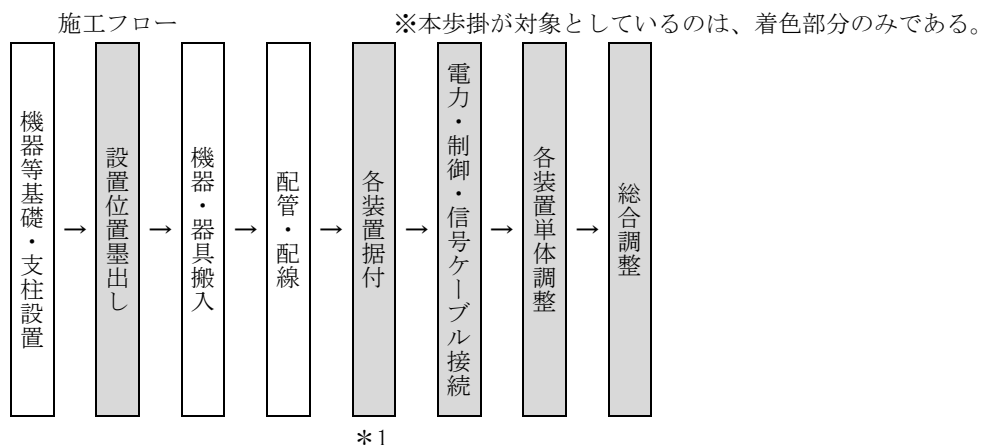 施工フロー
※本歩掛が対象としているのは、着色部分のみである。
機器等基礎・支柱設置
→
設置位置墨出し
→
機器・器具搬入
→
配管・配線
→
各装置据付
→
電力・制御・信号ケーブル接続
→
各装置単体調整
→
総合調整
＊1